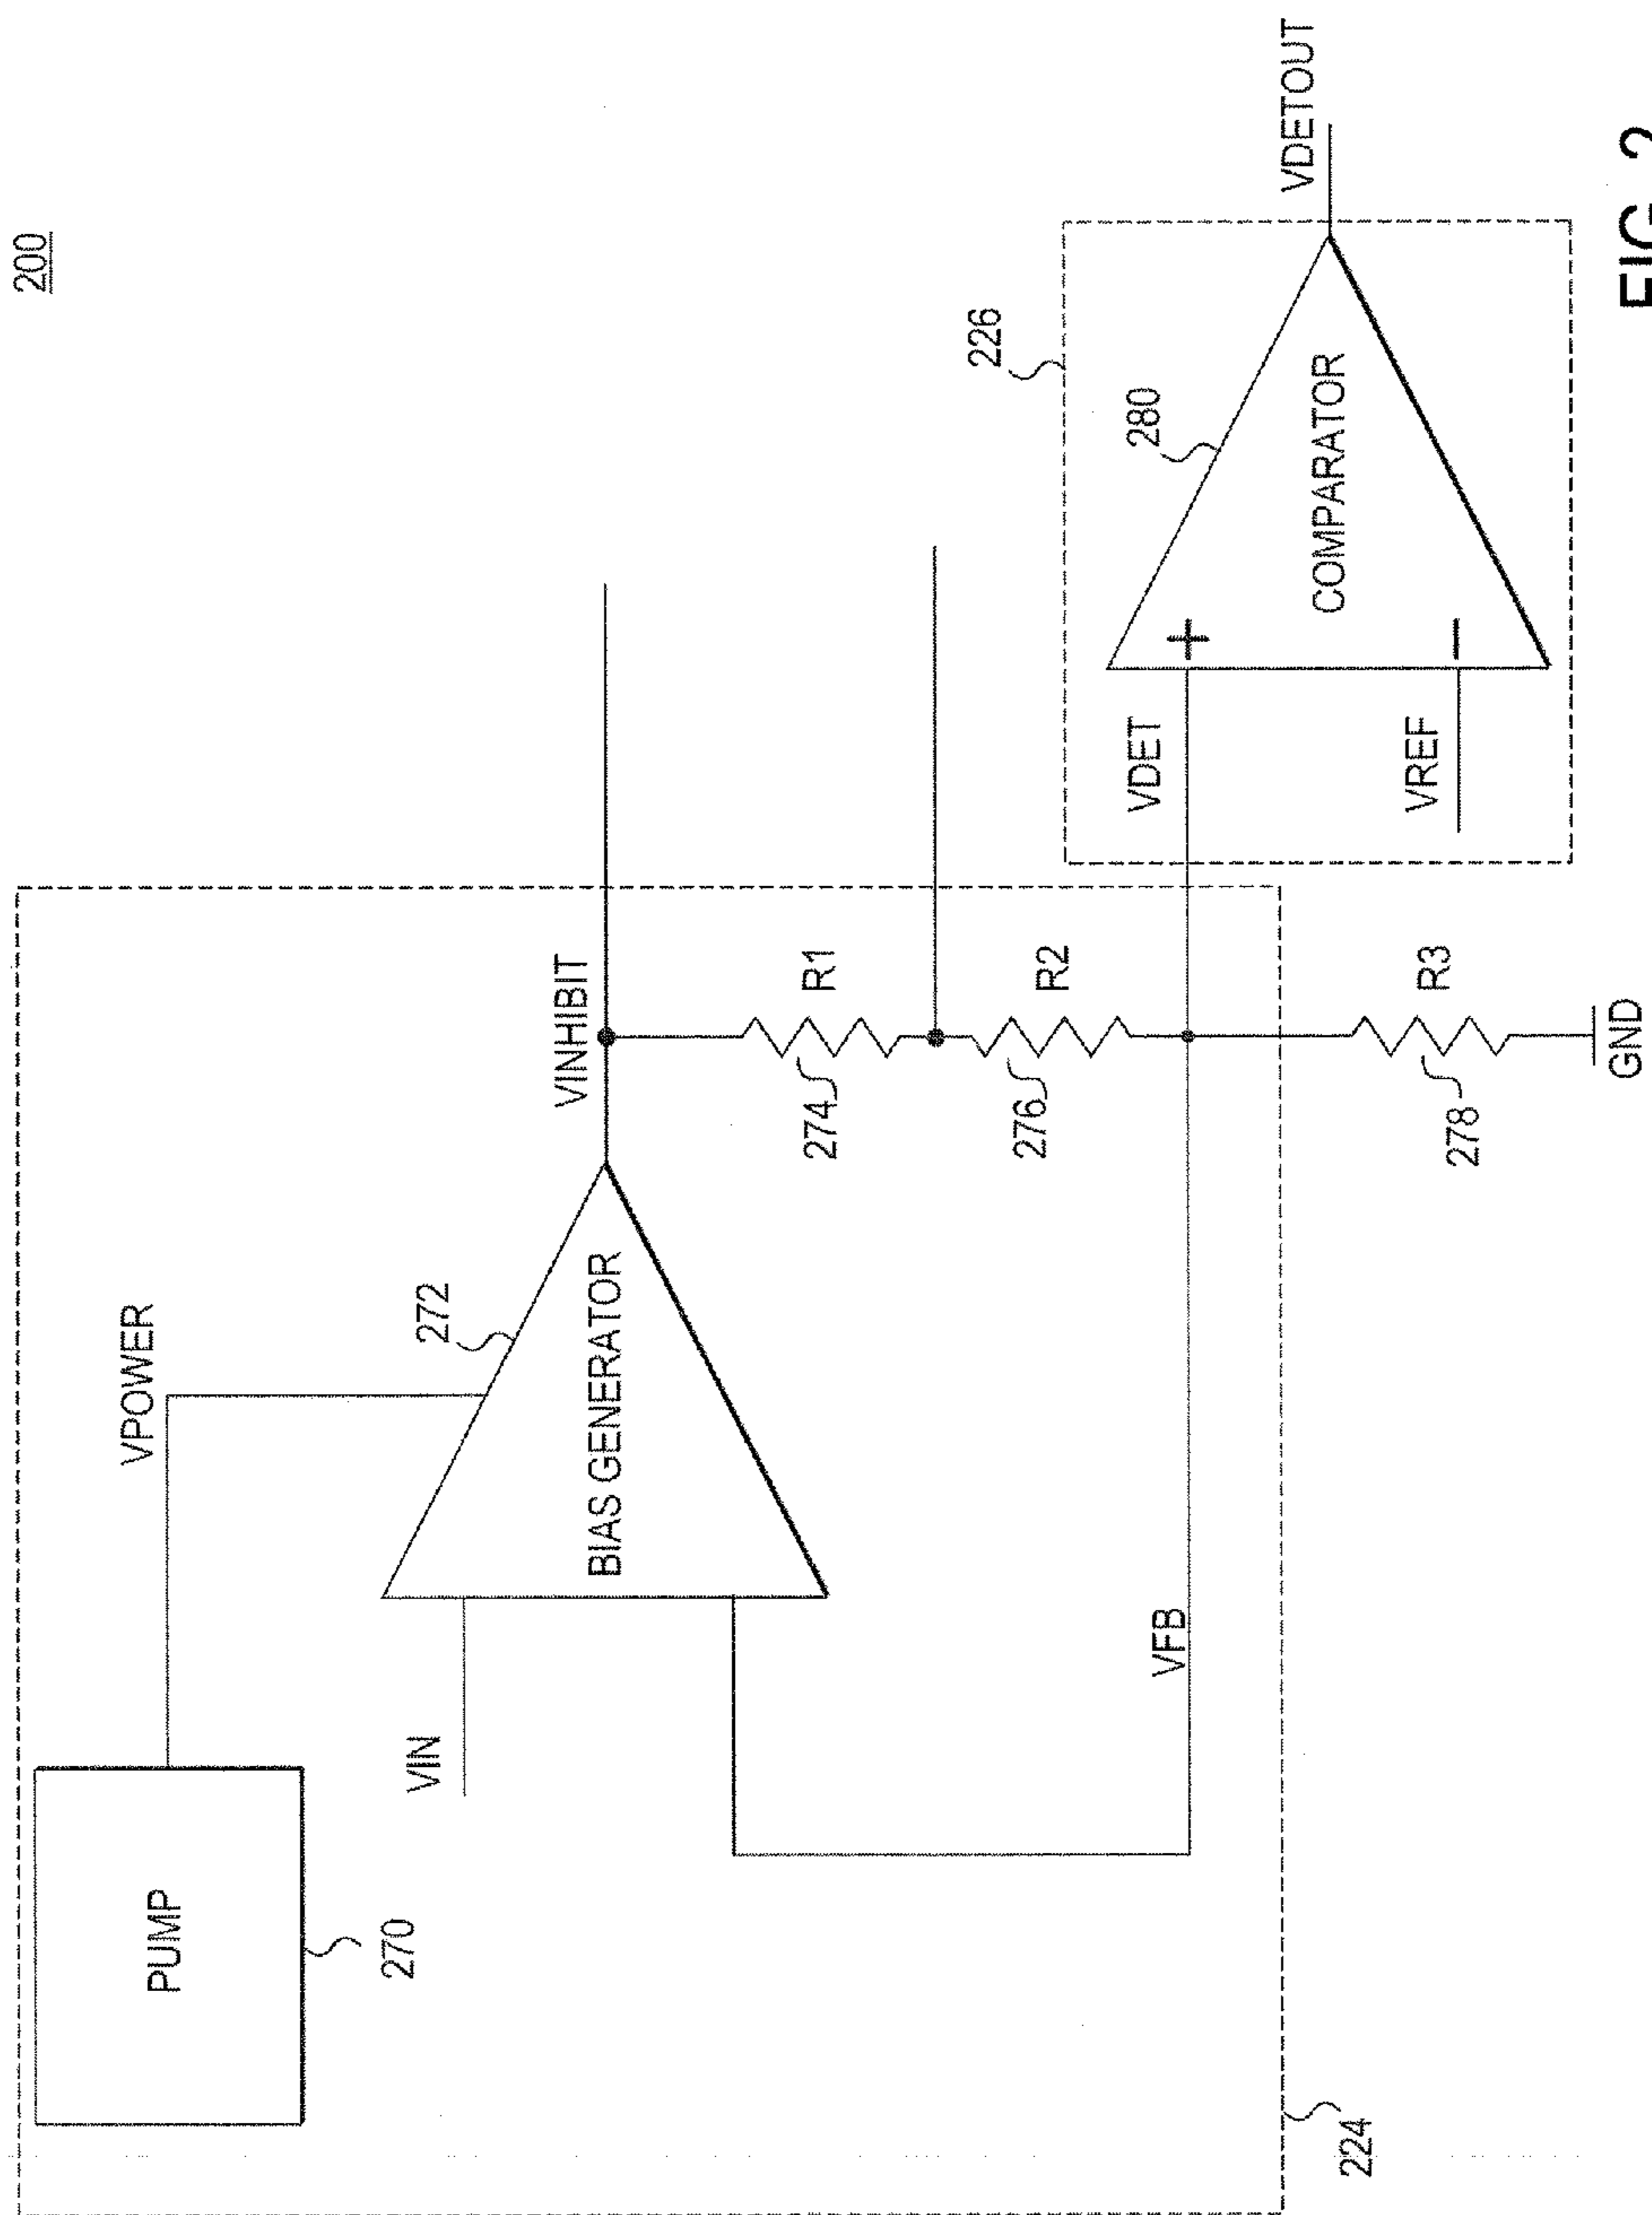 200
PUMP
270
VPOWER
VIN
272
BIAS GENERATOR
VINHIBIT
274
R1
276
R2
VFB
224
278
R3
GND
226
280
VDET
+
COMPARATOR
VREF
−
VDETOUT
FIG. 2